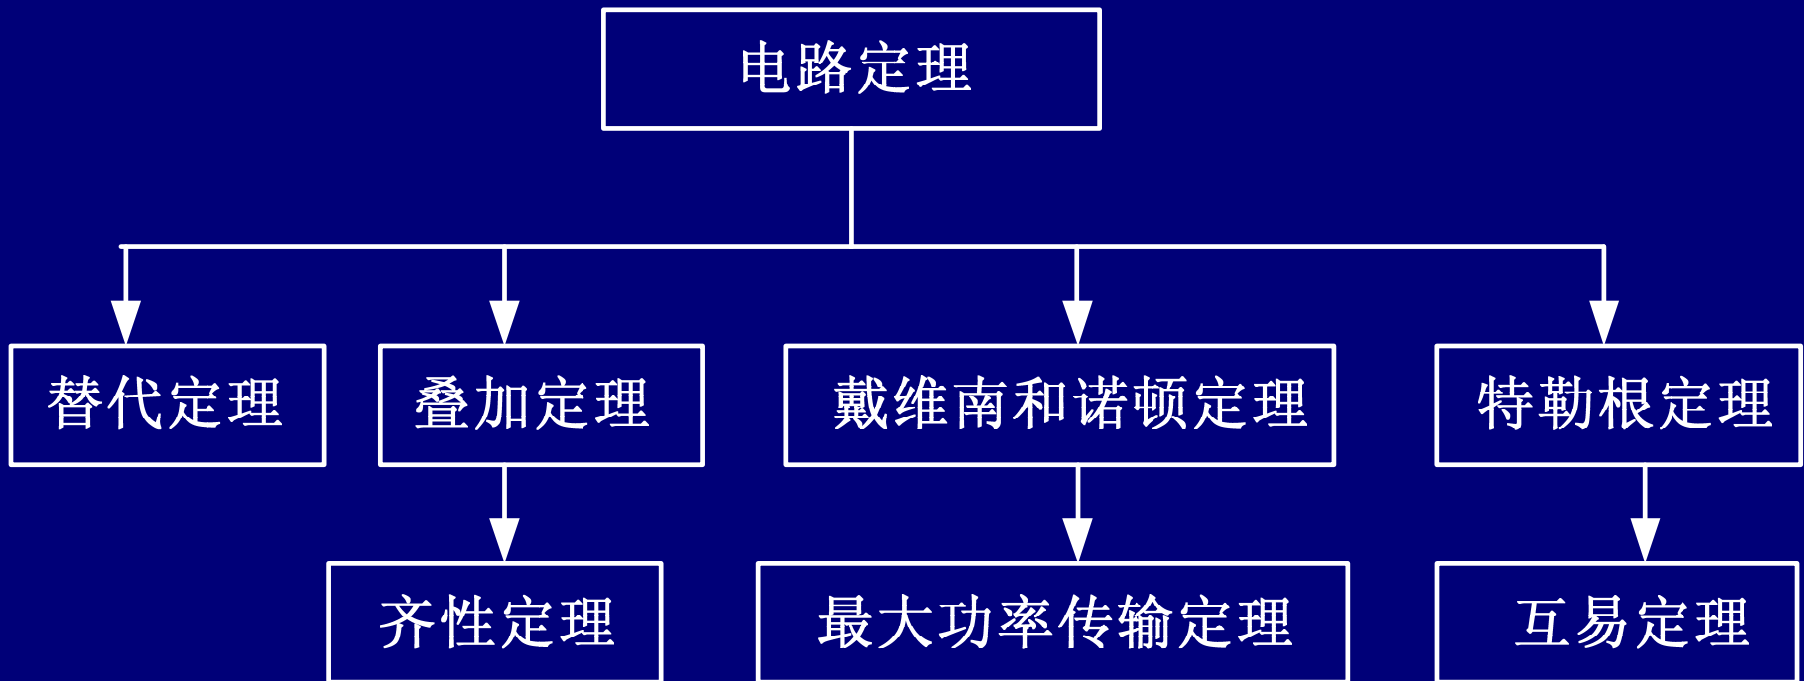 电路定理
替代定理
叠加定理
戴维南和诺顿定理
特勒根定理
齐性定理
最大功率传输定理
互易定理